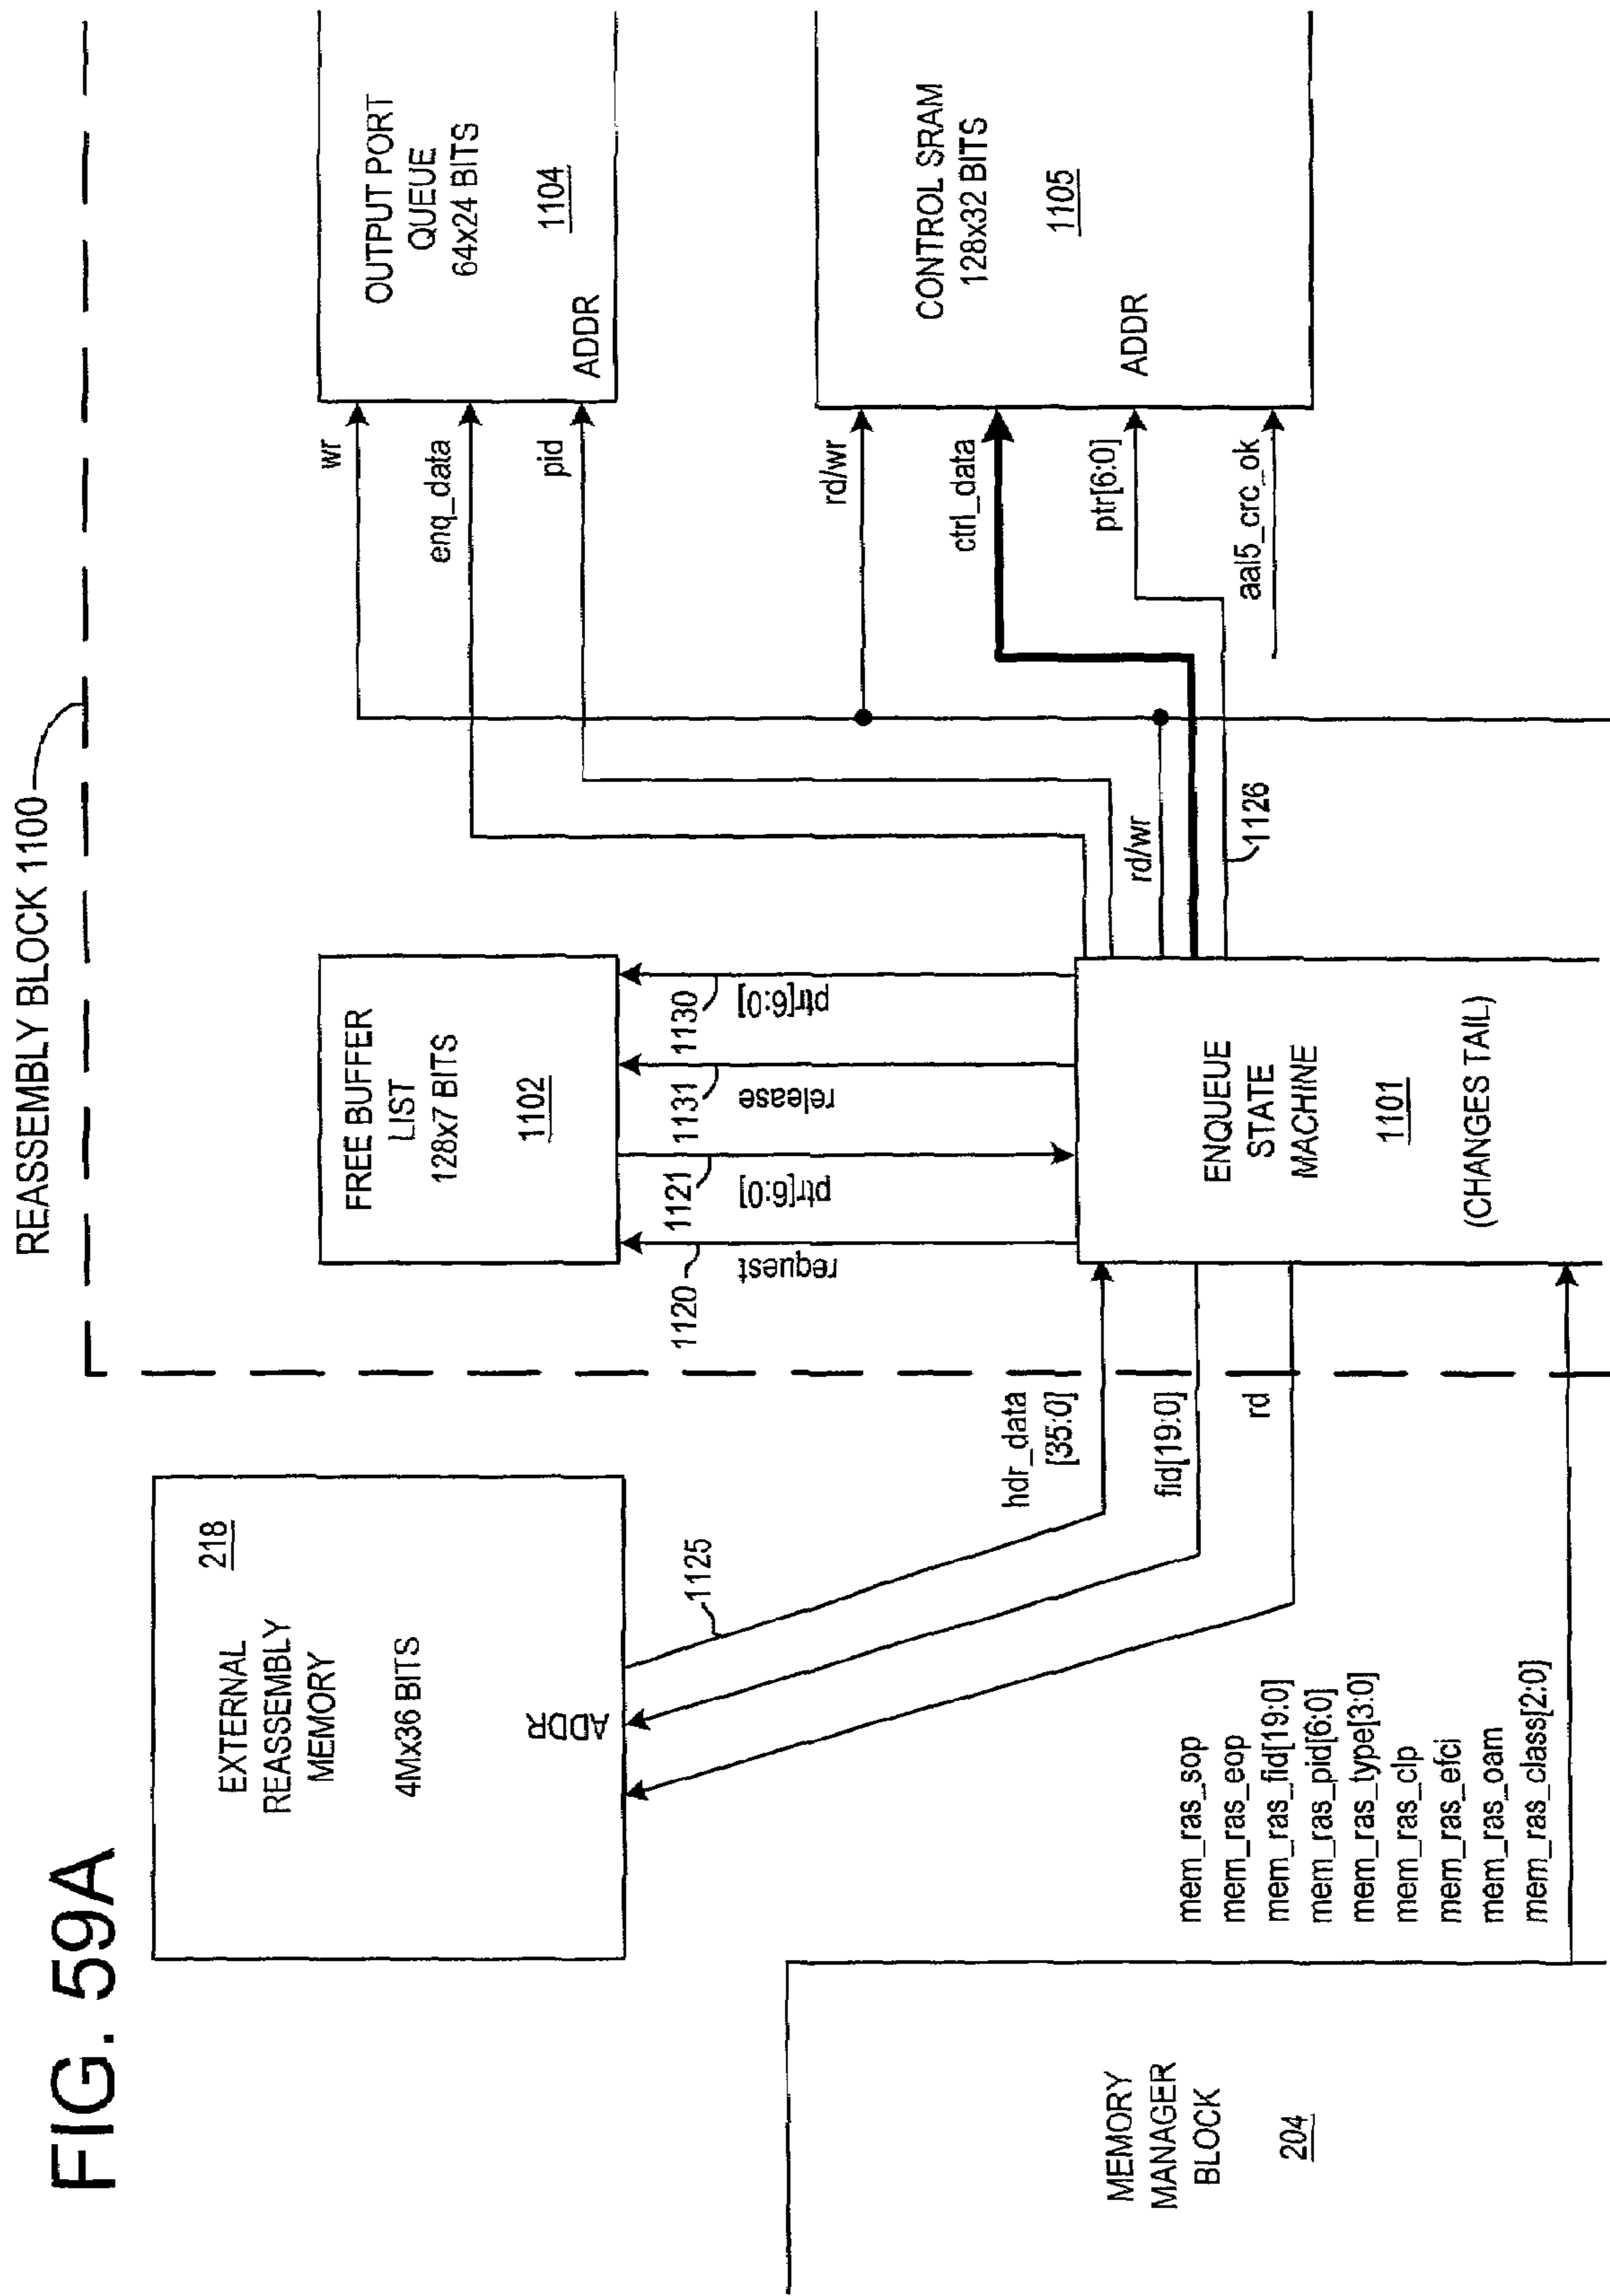 FIG. 59A
REASSEMBLY BLOCK 1100
EXTERNAL
REASSEMBLY
MEMORY
218
4Mx36 BITS
ADDR
1125
hdr_data
[35:0]
fid[19:0]
rd
MEMORY
MANAGER
BLOCK
204
mem_ras_sop
mem_ras_eop
mem_ras_fid[19:0]
mem_ras_pid[6:0]
mem_ras_type[3:0]
mem_ras_clp
mem_ras_efci
mem_ras_oam
mem_ras_class[2:0]
FREE BUFFER
LIST
128x7 BITS
1102
1120
request
1121
ptr[6:0]
1131
release
1130
ptr[6:0]
ENQUEUE
STATE
MACHINE
1101
(CHANGES TAIL)
rd/wr
1126
wr
enq_data
pid
OUTPUT PORT
QUEUE
64x24 BITS
1104
ADDR
rd/wr
ctrl_data
ptr[6:0]
aal5_crc_ok
CONTROL SRAM
128x32 BITS
1105
ADDR